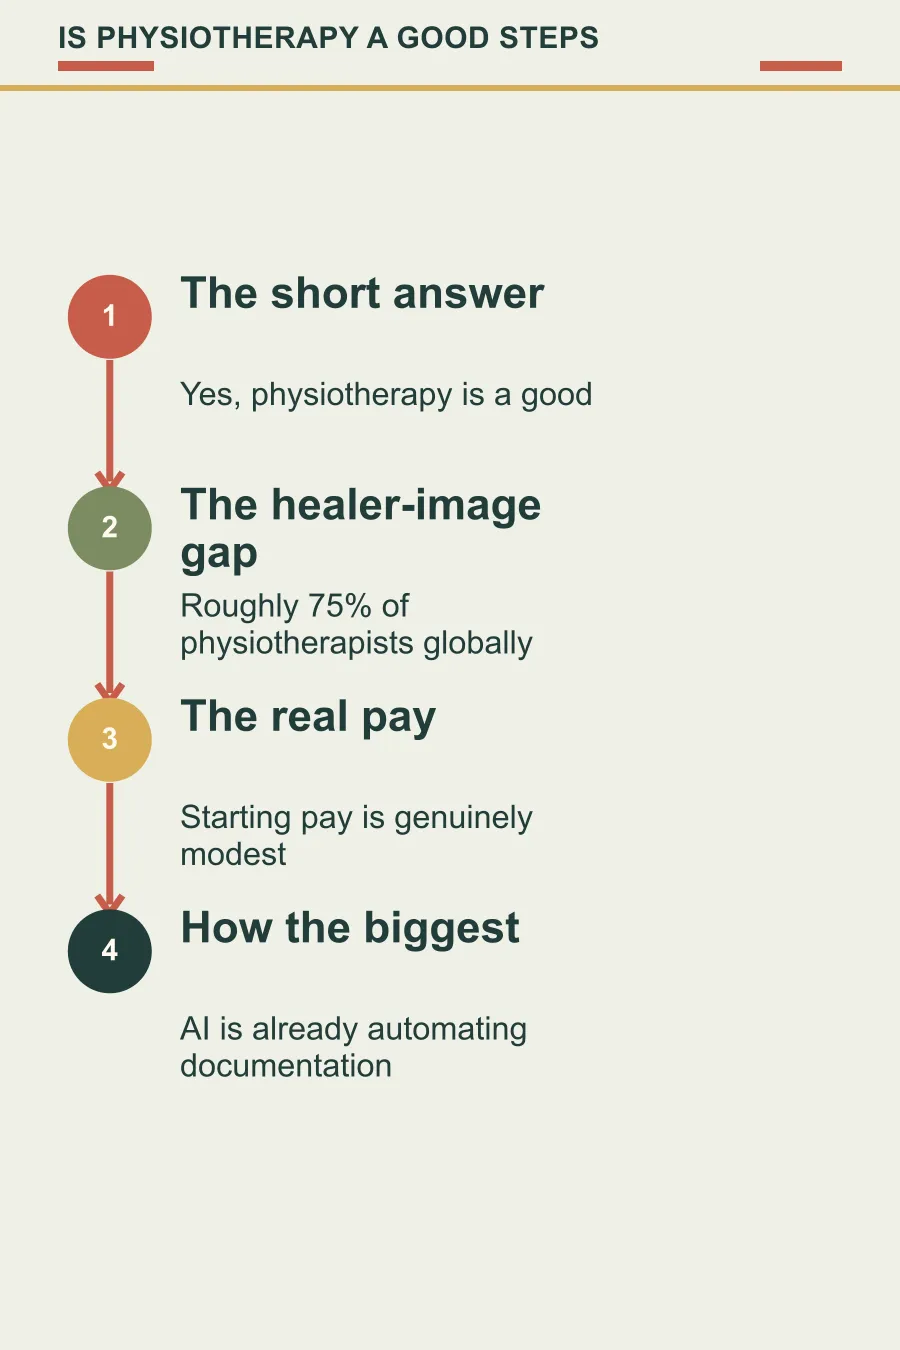 IS PHYSIOTHERAPY A GOOD STEPS
1
The short answer
Yes, physiotherapy is a good
2
The healer-image
gap
Roughly 75% of
physiotherapists globally
3
The real pay
Starting pay is genuinely
modest
4
How the biggest
AI is already automating
documentation